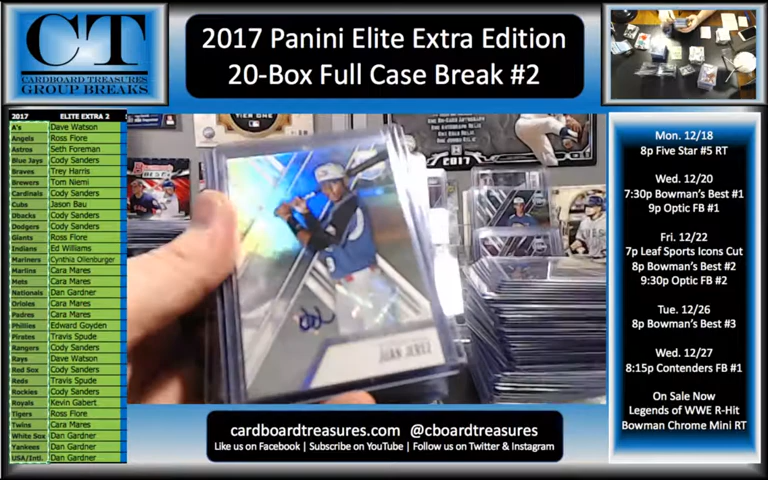 CT
CARDBOARD TREASURES
GROUP BREAKS
2017 Panini Elite Extra Edition
20-Box Full Case Break #2
2017 ELITE EXTRA 2
A's Dave Watson
Angels Ross Fiore
Astros Seth Foreman
Blue Jays Cody Sanders
Braves Trey Harris
Brewers Tom Niemi
Cardinals Cody Sanders
Cubs Jason Bau
Dbacks Cody Sanders
Dodgers Cody Sanders
Giants Ross Fiore
Indians Ed Williams
Mariners Cynthia Ollenburger
Marlins Cara Mares
Mets Cara Mares
Nationals Dan Gardner
Orioles Cara Mares
Padres Cara Mares
Phillies Edward Goyden
Pirates Travis Spude
Rangers Cody Sanders
Rays Dave Watson
Red Sox Cody Sanders
Reds Travis Spude
Rockies Cody Sanders
Royals Kevin Gabert
Tigers Ross Fiore
Twins Cara Mares
White Sox Dan Gardner
Yankees Dan Gardner
USA/Intl. Dan Gardner
TIER ONE
BOWMAN
BEST
2017
JUAN JEREZ
Mon. 12/18
8p Five Star #5 RT
Wed. 12/20
7:30p Bowman's Best #1
9p Optic FB #1
Fri. 12/22
7p Leaf Sports Icons Cut
8p Bowman's Best #2
9:30p Optic FB #2
Tue. 12/26
8p Bowman's Best #3
Wed. 12/27
8:15p Contenders FB #1
On Sale Now
Legends of WWE R-Hit
Bowman Chrome Mini RT
cardboardtreasures.com @cboardtreasures
Like us on Facebook | Subscribe on YouTube | Follow us on Twitter & Instagram